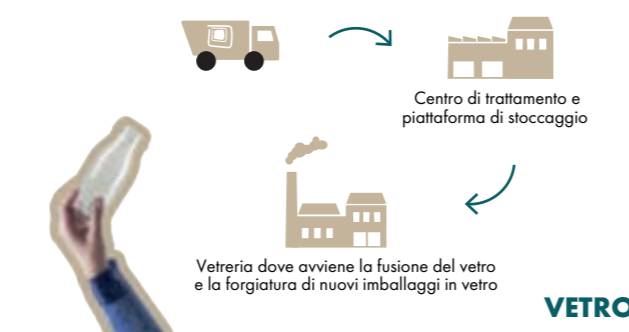 Centro di trattamento e
piattaforma di stoccaggio
Vetreria dove avviene la fusione del vetro
e la forgiatura di nuovi imballaggi in vetro
VETRO